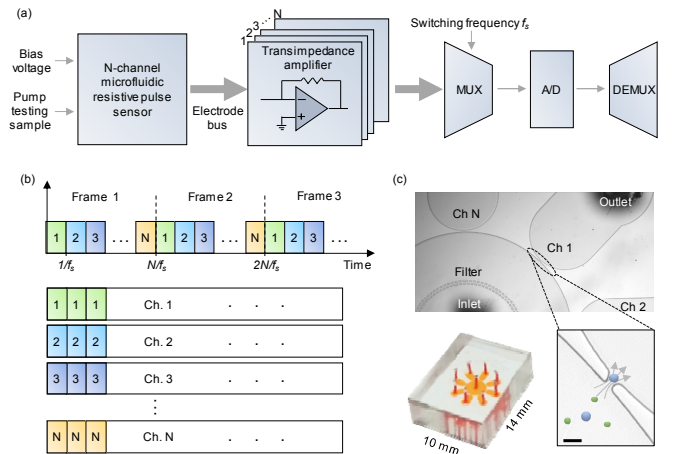 (a)
Bias
voltage
Pump
testing
sample
N-channel
microfluidic
resistive pulse
sensor
Electrode
bus
1 2 3 ... N
Transimpedance
amplifier
− +
Switching frequency fs
MUX
A/D
DEMUX
(b)
Frame 1 Frame 2 Frame 3
1 2 3 ... N 1 2 3 ... N 1 2 3 ...
1/fs N/fs 2N/fs Time
1 1 1 Ch. 1 . . .
2 2 2 Ch. 2 . . .
3 3 3 Ch. 3 . . .
⋮
N N N Ch. N . . .
(c)
Outlet
Ch N
Ch 1
Filter
Inlet
Ch 2
10 mm
14 mm